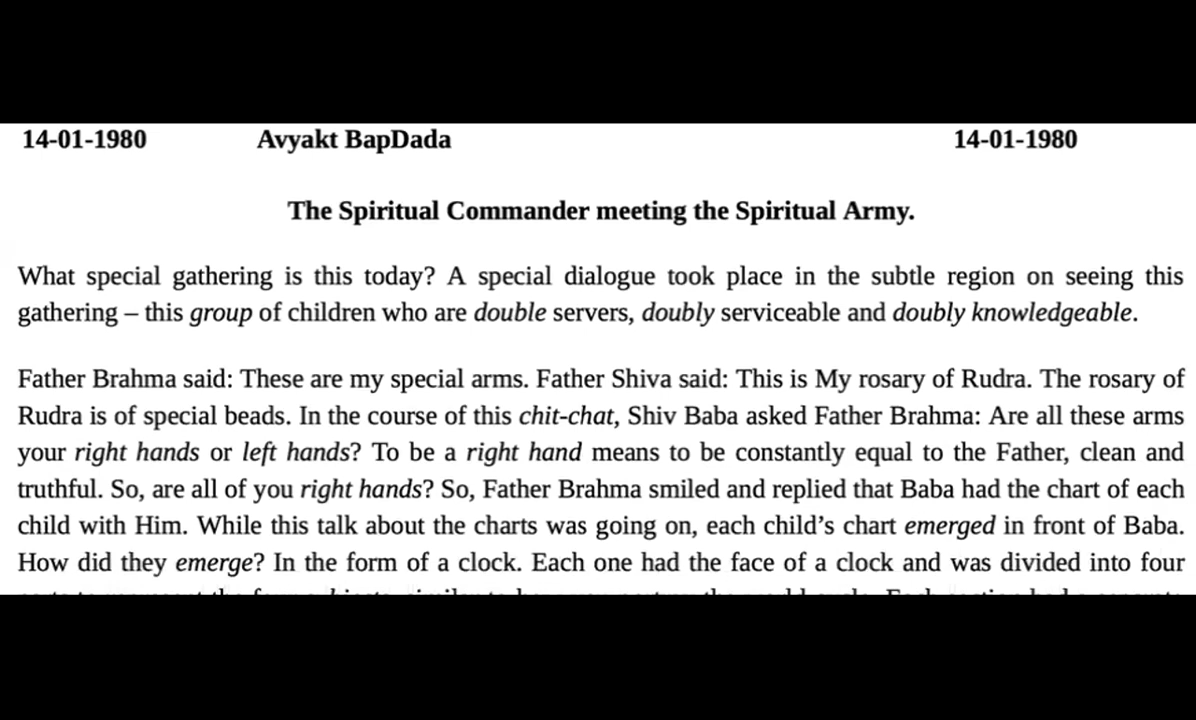 14-01-1980 Avyakt BapDada 14-01-1980
The Spiritual Commander meeting the Spiritual Army.
What special gathering is this today? A special dialogue took place in the subtle region on seeing this
gathering – this group of children who are double servers, doubly serviceable and doubly knowledgeable.
Father Brahma said: These are my special arms. Father Shiva said: This is My rosary of Rudra. The rosary of
Rudra is of special beads. In the course of this chit-chat, Shiv Baba asked Father Brahma: Are all these arms
your right hands or left hands? To be a right hand means to be constantly equal to the Father, clean and
truthful. So, are all of you right hands? So, Father Brahma smiled and replied that Baba had the chart of each
child with Him. While this talk about the charts was going on, each child’s chart emerged in front of Baba.
How did they emerge? In the form of a clock. Each one had the face of a clock and was divided into four